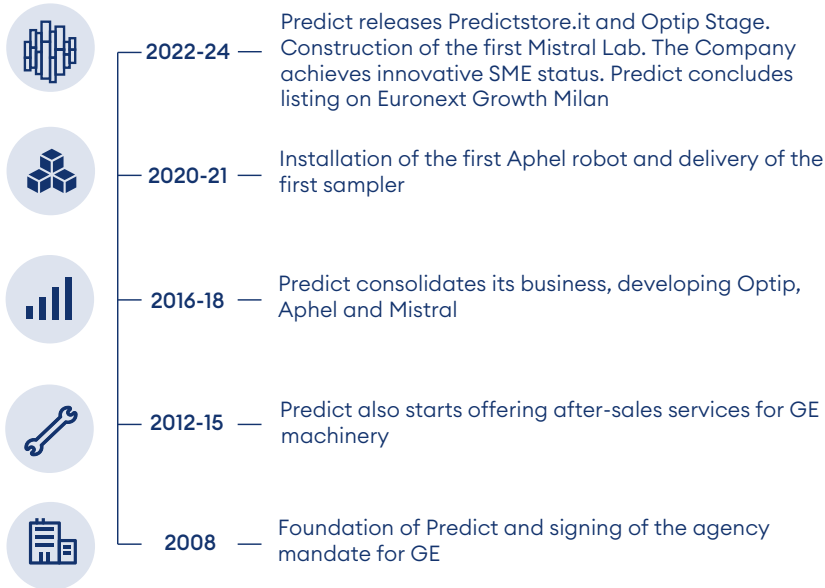 2022-24
Predict releases Predictstore.it and Optip Stage.
Construction of the first Mistral Lab. The Company
achieves innovative SME status. Predict concludes
listing on Euronext Growth Milan
2020-21
Installation of the first Aphel robot and delivery of the
first sampler
2016-18
Predict consolidates its business, developing Optip,
Aphel and Mistral
2012-15
Predict also starts offering after-sales services for GE
machinery
2008
Foundation of Predict and signing of the agency
mandate for GE